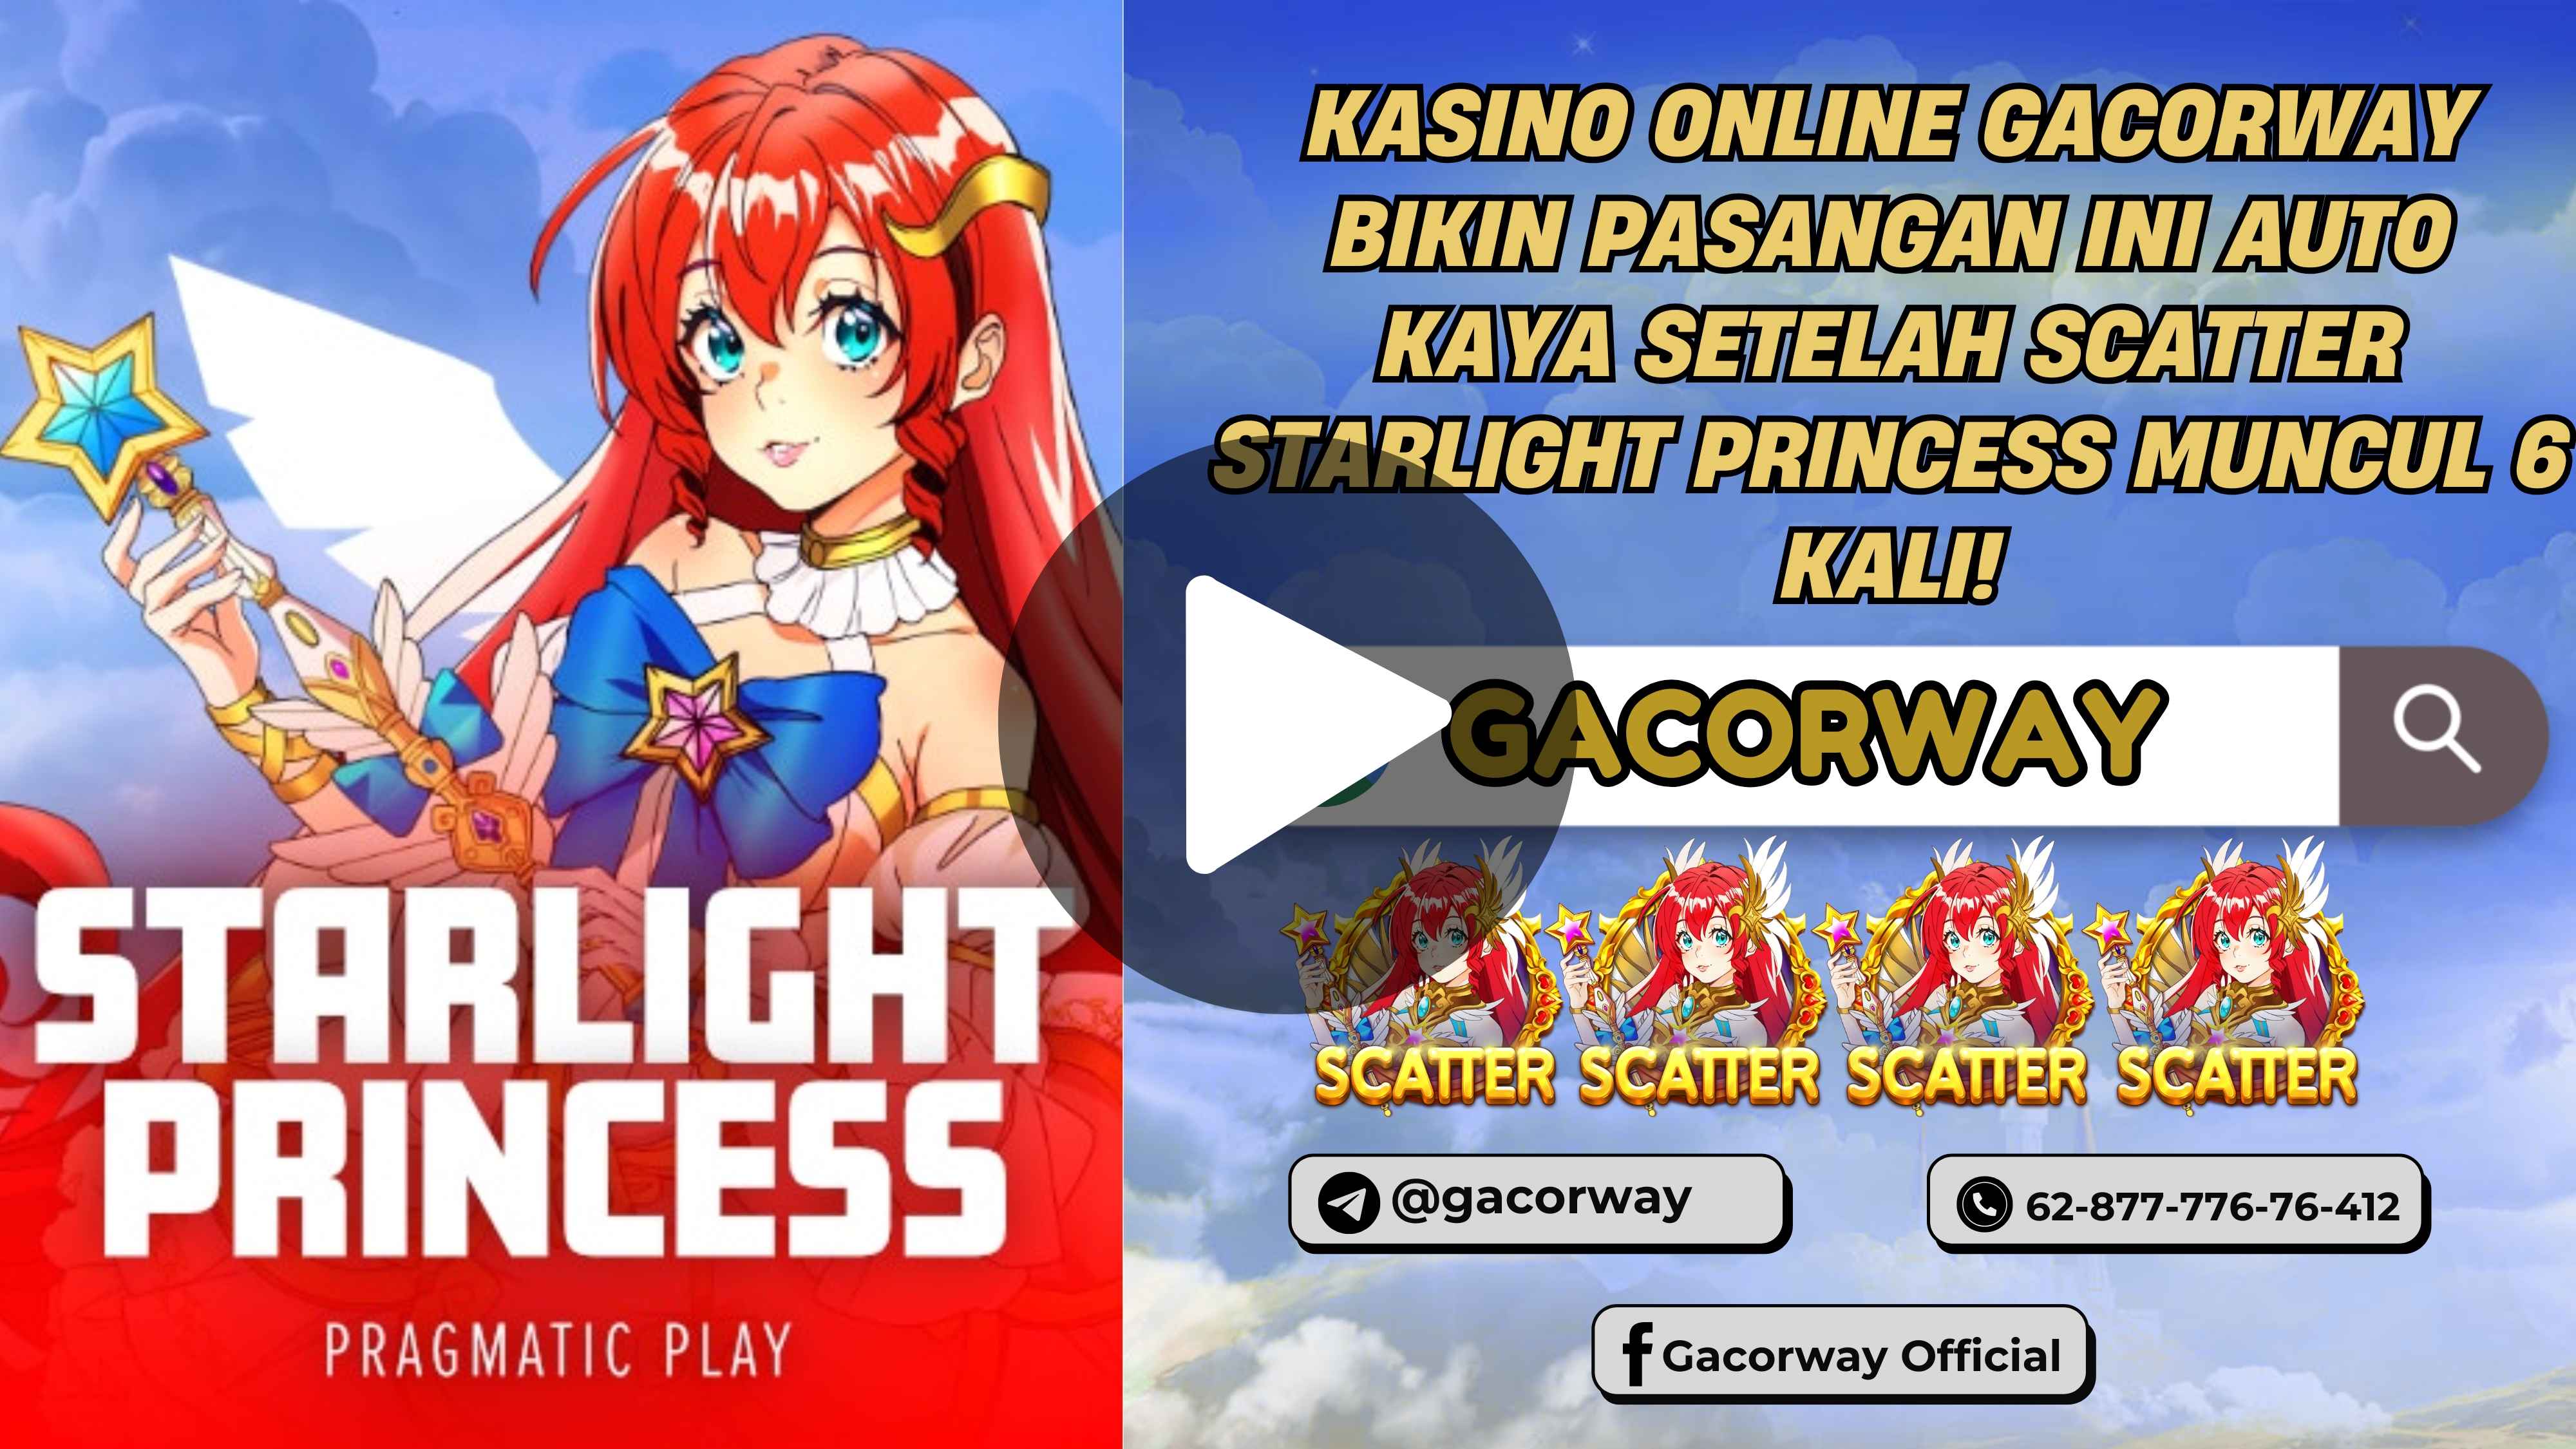 STARLIGHT
PRINCESS
PRAGMATIC PLAY
KASINO ONLINE GACORWAY
BIKIN PASANGAN INI AUTO
KAYA SETELAH SCATTER
STARLIGHT PRINCESS MUNCUL 6
KALI!
GACORWAY
SCATTER SCATTER SCATTER SCATTER
@gacorway
62-877-776-76-412
Gacorway Official